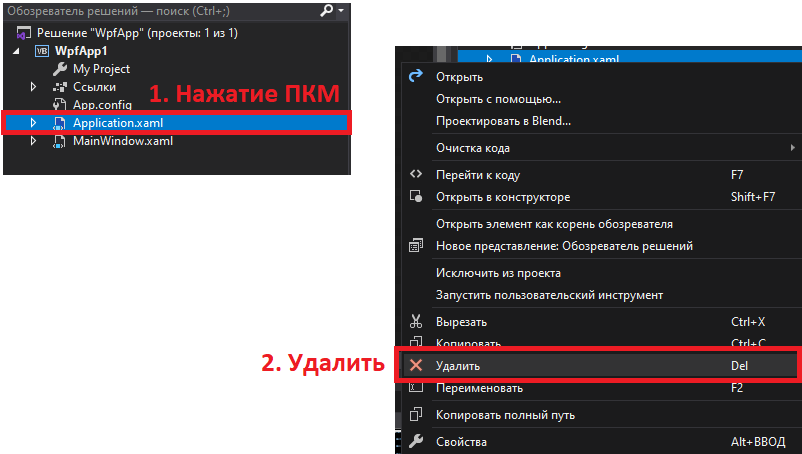 Обозреватель решений — поиск (Ctrl+;)
Решение "WpfApp" (проекты: 1 из 1)
VB WpfApp1
My Project
Ссылки
App.config
Application.xaml
MainWindow.xaml
1. Нажатие ПКМ
Application.xaml
Открыть
Открыть с помощью...
Проектировать в Blend...
Очистка кода
Перейти к коду F7
Открыть в конструкторе Shift+F7
Открыть элемент как корень обозревателя
Новое представление: Обозреватель решений
Исключить из проекта
Запустить пользовательский инструмент
Вырезать Ctrl+X
Копировать Ctrl+C
2. Удалить
Удалить Del
Переименовать F2
Копировать полный путь
Свойства Alt+ВВОД